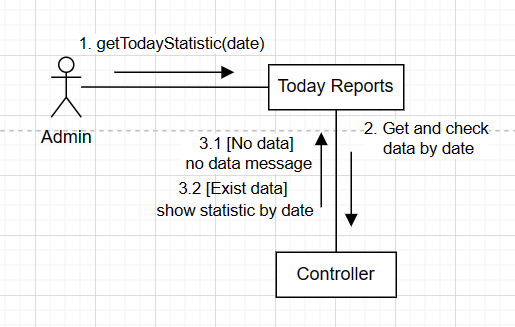 1. getTodayStatistic(date)
Today Reports
Admin
2. Get and check
data by date
3.1 [No data]
no data message
3.2 [Exist data]
show statistic by date
Controller